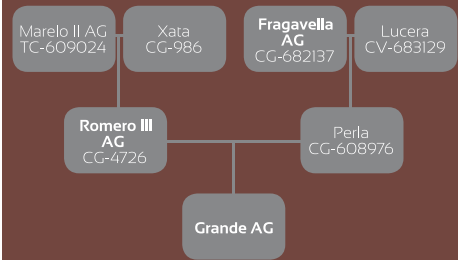 Marelo II AG
TC-609024
Xata
CG-986
Fragavella
AG
CG-682137
Lucera
CV-683129
Romero III
AG
CG-4726
Perla
CG-608976
Grande AG